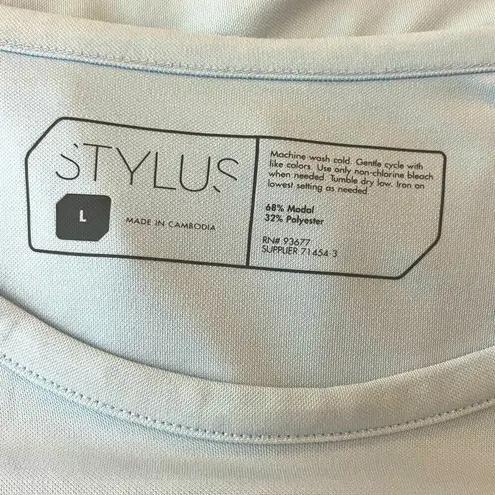 STYLUS
L
MADE IN CAMBODIA
Machine wash cold. Gentle cycle with
like colors. Use only non-chlorine bleach
when needed. Tumble dry low. Iron on
lowest setting as needed.
68% Modal
32% Polyester
RN# 93677
SUPPLIER 71454-3